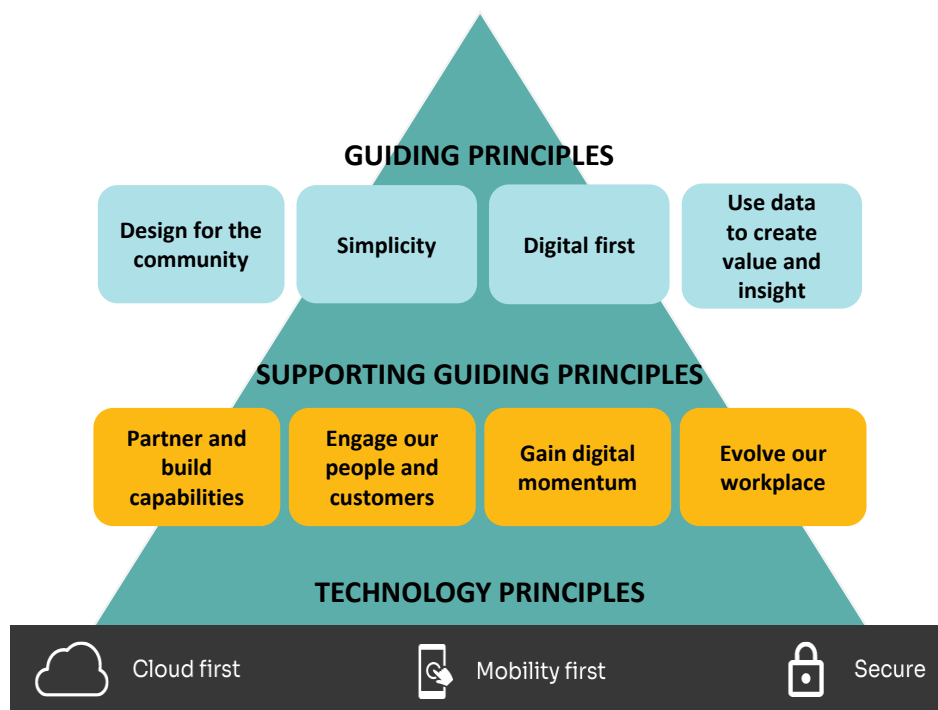 GUIDING PRINCIPLES
Design for the
community
Simplicity
Digital first
Use data
to create
value and
insight
SUPPORTING GUIDING PRINCIPLES
Partner and
build
capabilities
Engage our
people and
customers
Gain digital
momentum
Evolve our
workplace
TECHNOLOGY PRINCIPLES
Cloud first
Mobility first
Secure